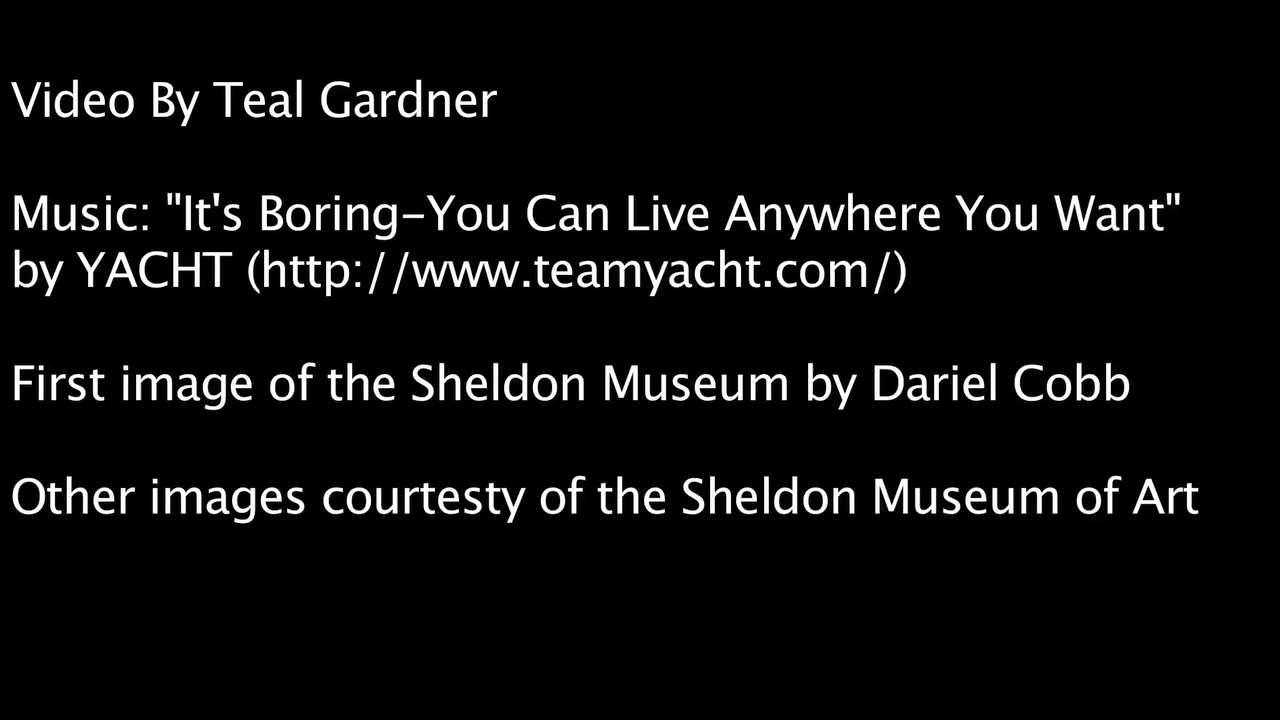 Video By Teal Gardner
Music: "It's Boring-You Can Live Anywhere You Want"
by YACHT (http://www.teamyacht.com/)
First image of the Sheldon Museum by Dariel Cobb
Other images courtesty of the Sheldon Museum of Art